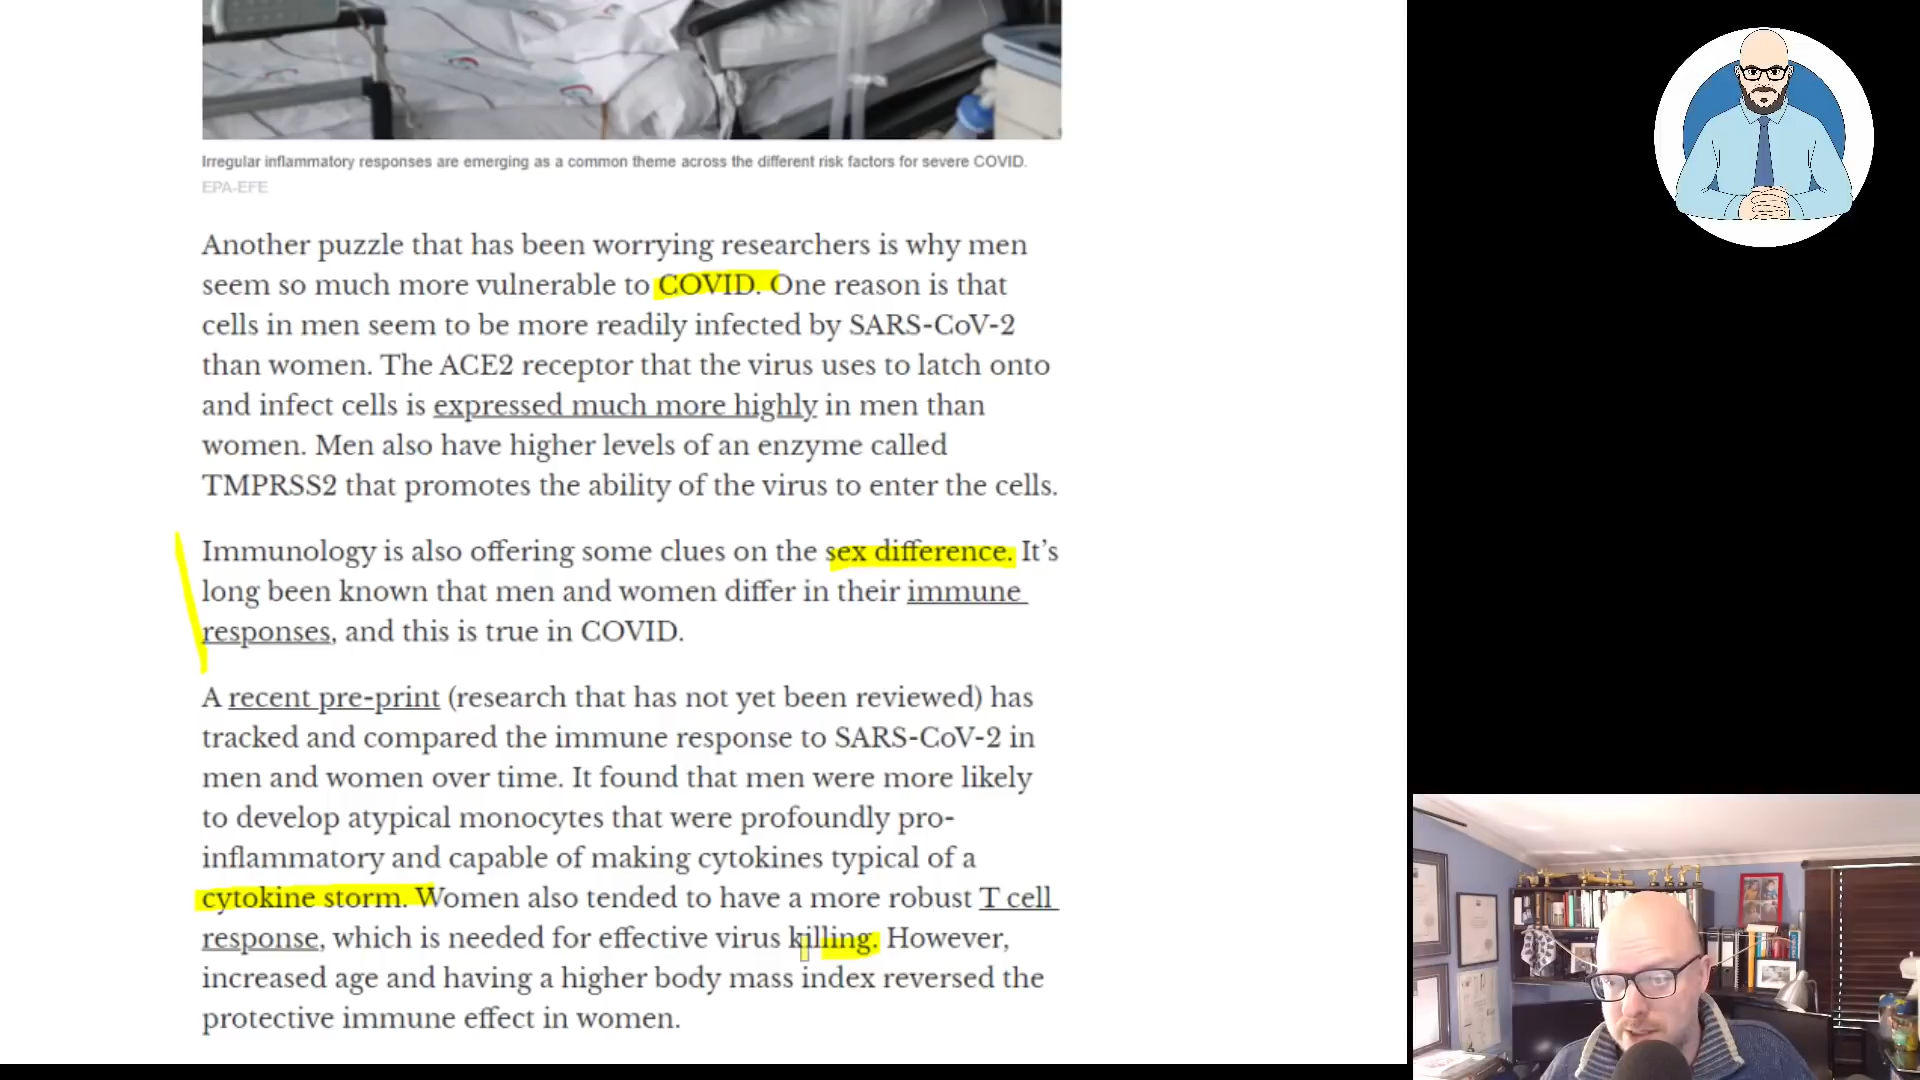 Irregular inflammatory responses are emerging as a common theme across the different risk factors for severe COVID.
EPA-EFE
Another puzzle that has been worrying researchers is why men
seem so much more vulnerable to COVID. One reason is that
cells in men seem to be more readily infected by SARS-CoV-2
than women. The ACE2 receptor that the virus uses to latch onto
and infect cells is expressed much more highly in men than
women. Men also have higher levels of an enzyme called
TMPRSS2 that promotes the ability of the virus to enter the cells.
Immunology is also offering some clues on the sex difference. It’s
long been known that men and women differ in their immune
responses, and this is true in COVID.
A recent pre-print (research that has not yet been reviewed) has
tracked and compared the immune response to SARS-CoV-2 in
men and women over time. It found that men were more likely
to develop atypical monocytes that were profoundly pro-
inflammatory and capable of making cytokines typical of a
cytokine storm. Women also tended to have a more robust T cell
response, which is needed for effective virus killing. However,
increased age and having a higher body mass index reversed the
protective immune effect in women.